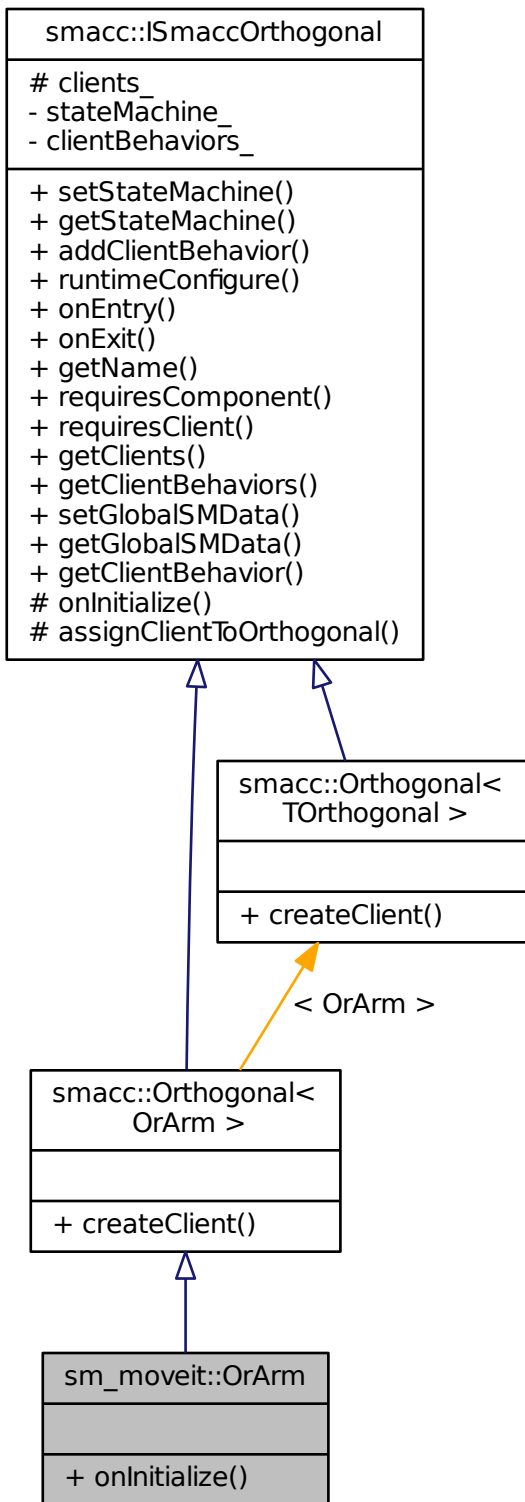 smacc::ISmaccOrthogonal
# clients_
- stateMachine_
- clientBehaviors_
+ setStateMachine()
+ getStateMachine()
+ addClientBehavior()
+ runtimeConfigure()
+ onEntry()
+ onExit()
+ getName()
+ requiresComponent()
+ requiresClient()
+ getClients()
+ getClientBehaviors()
+ setGlobalSMData()
+ getGlobalSMData()
+ getClientBehavior()
# onInitialize()
# assignClientToOrthogonal()
smacc::Orthogonal<
TOrthogonal >
+ createClient()
< OrArm >
smacc::Orthogonal<
OrArm >
+ createClient()
sm_moveit::OrArm
+ onInitialize()